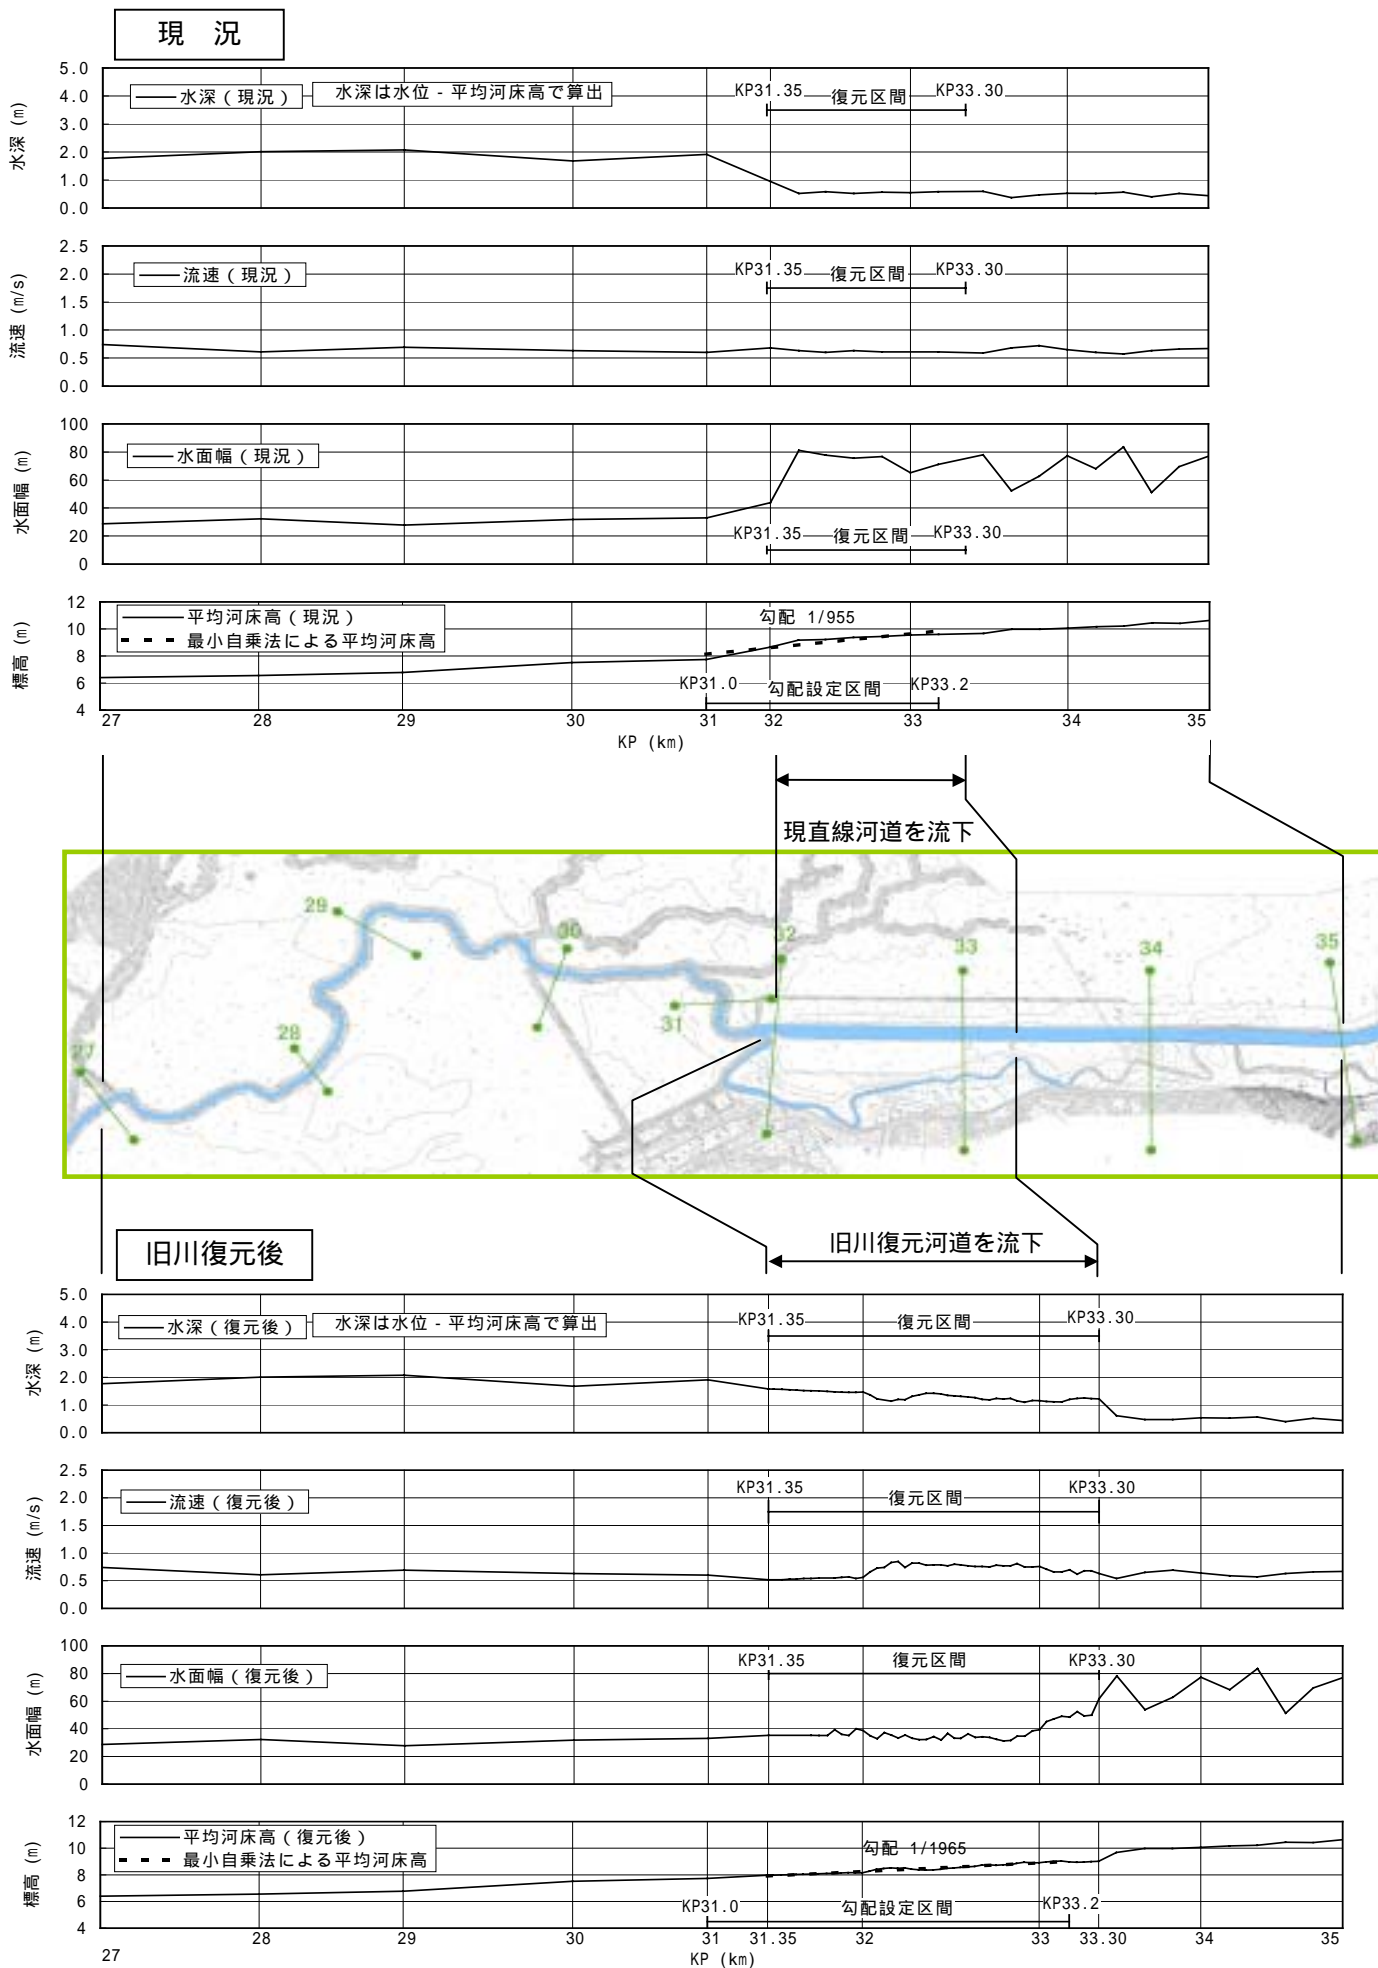 現 況
5.0
4.0
3.0
2.0
1.0
0.0
水深 (m)
水深(現況)
水深は水位 - 平均河床高で算出
KP31.35
復元区間
KP33.30
2.5
2.0
1.5
1.0
0.5
0.0
流速 (m/s)
流速(現況)
KP31.35
復元区間
KP33.30
100
80
60
40
20
0
水面幅 (m)
水面幅(現況)
KP31.35
復元区間
KP33.30
12
10
8
6
4
標高 (m)
平均河床高(現況)
最小自乗法による平均河床高
勾配 1/955
KP31.0
勾配設定区間
KP33.2
27 28 29 30 31 32 33 34 35
KP (km)
現直線河道を流下
29
30
32
33
34
35
31
28
27
旧川復元後
旧川復元河道を流下
5.0
4.0
3.0
2.0
1.0
0.0
水深 (m)
水深(復元後)
水深は水位 - 平均河床高で算出
KP31.35
復元区間
KP33.30
2.5
2.0
1.5
1.0
0.5
0.0
流速 (m/s)
流速(復元後)
KP31.35
復元区間
KP33.30
100
80
60
40
20
0
水面幅 (m)
水面幅(復元後)
KP31.35
復元区間
KP33.30
12
10
8
6
4
標高 (m)
平均河床高(復元後)
最小自乗法による平均河床高
勾配 1/1965
KP31.0
勾配設定区間
KP33.2
27 28 29 30 31 31.35 32 33 33.30 34 35
KP (km)